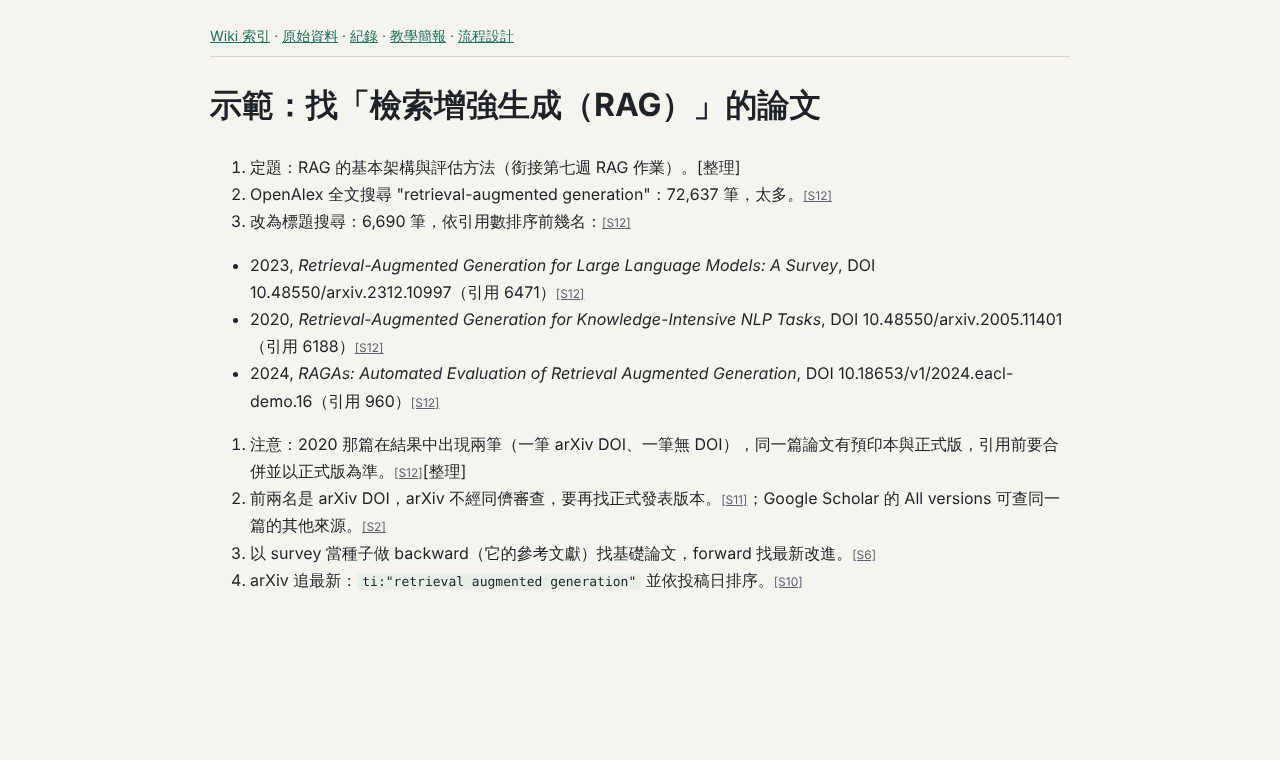 Wiki 索引 · 原始資料 · 紀錄 · 教學簡報 · 流程設計
示範：找「檢索增強生成（RAG）」的論文
1. 定題：RAG 的基本架構與評估方法（銜接第七週 RAG 作業）。[整理]
2. OpenAlex 全文搜尋 "retrieval-augmented generation"：72,637 筆，太多。[S12]
3. 改為標題搜尋：6,690 筆，依引用數排序前幾名：[S12]
• 2023, Retrieval-Augmented Generation for Large Language Models: A Survey, DOI
10.48550/arxiv.2312.10997（引用 6471）[S12]
• 2020, Retrieval-Augmented Generation for Knowledge-Intensive NLP Tasks, DOI 10.48550/arxiv.2005.11401
（引用 6188）[S12]
• 2024, RAGAs: Automated Evaluation of Retrieval Augmented Generation, DOI 10.18653/v1/2024.eacl-
demo.16（引用 960）[S12]
1. 注意：2020 那篇在結果中出現兩筆（一筆 arXiv DOI、一筆無 DOI），同一篇論文有預印本與正式版，引用前要合
併並以正式版為準。[S12][整理]
2. 前兩名是 arXiv DOI，arXiv 不經同儕審查，要再找正式發表版本。[S11]；Google Scholar 的 All versions 可查同一
篇的其他來源。[S2]
3. 以 survey 當種子做 backward（它的參考文獻）找基礎論文，forward 找最新改進。[S6]
4. arXiv 追最新：ti:"retrieval augmented generation" 並依投稿日排序。[S10]